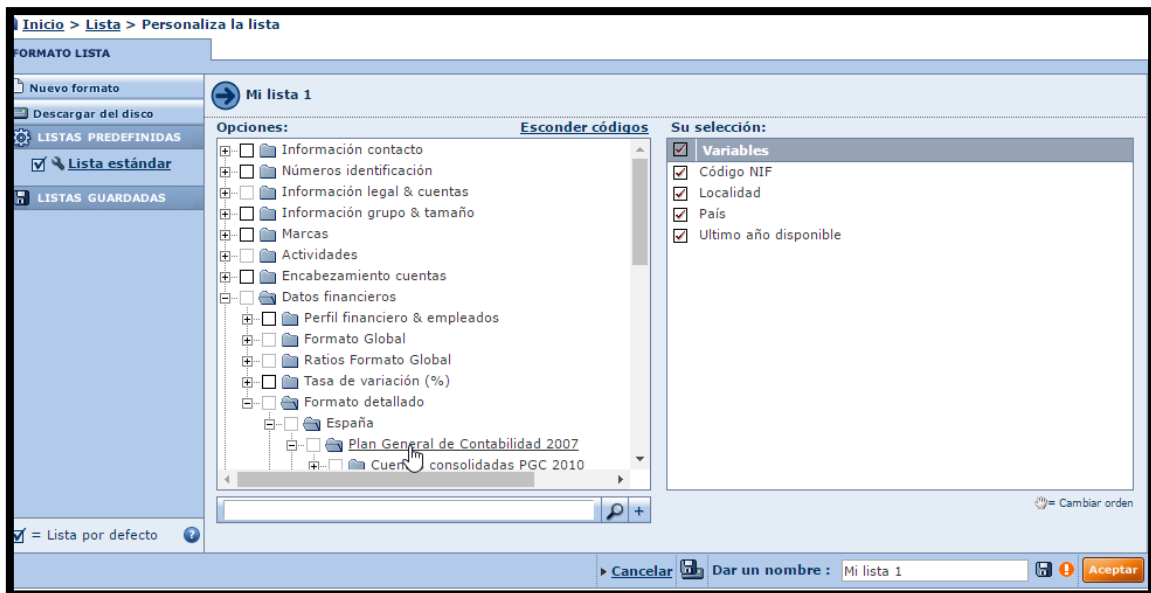 Inicio > Lista > Personaliza la lista
FORMATO LISTA
Nuevo formato
Descargar del disco
LISTAS PREDEFINIDAS
Lista estándar
LISTAS GUARDADAS
= Lista por defecto
Mi lista 1
Opciones:
Esconder códigos
Información contacto
Números identificación
Información legal & cuentas
Información grupo & tamaño
Marcas
Actividades
Encabezamiento cuentas
Datos financieros
Perfil financiero & empleados
Formato Global
Ratios Formato Global
Tasa de variación (%)
Formato detallado
España
Plan General de Contabilidad 2007
consolidadas PGC 2010
Su selección:
Variables
Código NIF
Localidad
País
Ultimo año disponible
= Cambiar orden
Cancelar
Dar un nombre :
Mi lista 1
Aceptar